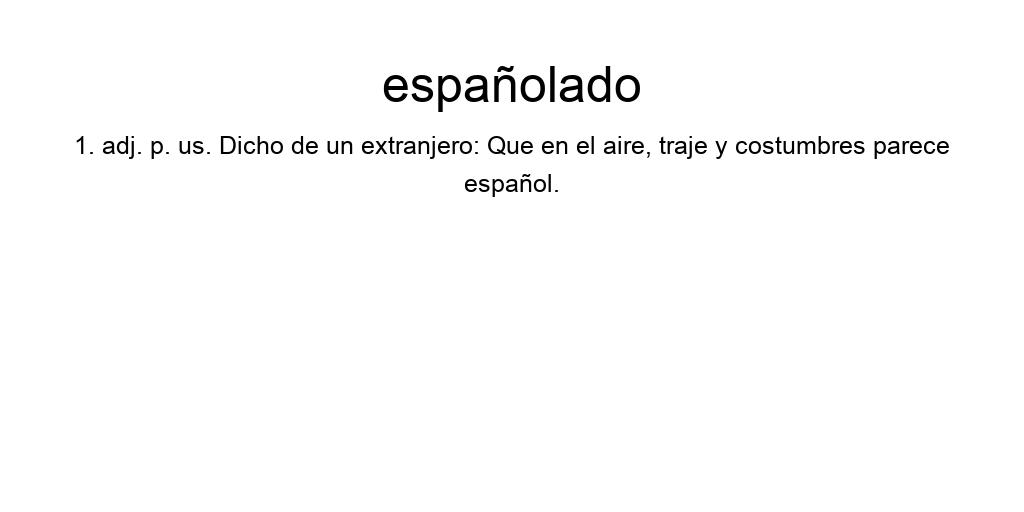 españolado
1. adj. p. us. Dicho de un extranjero: Que en el aire, traje y costumbres parece
español.